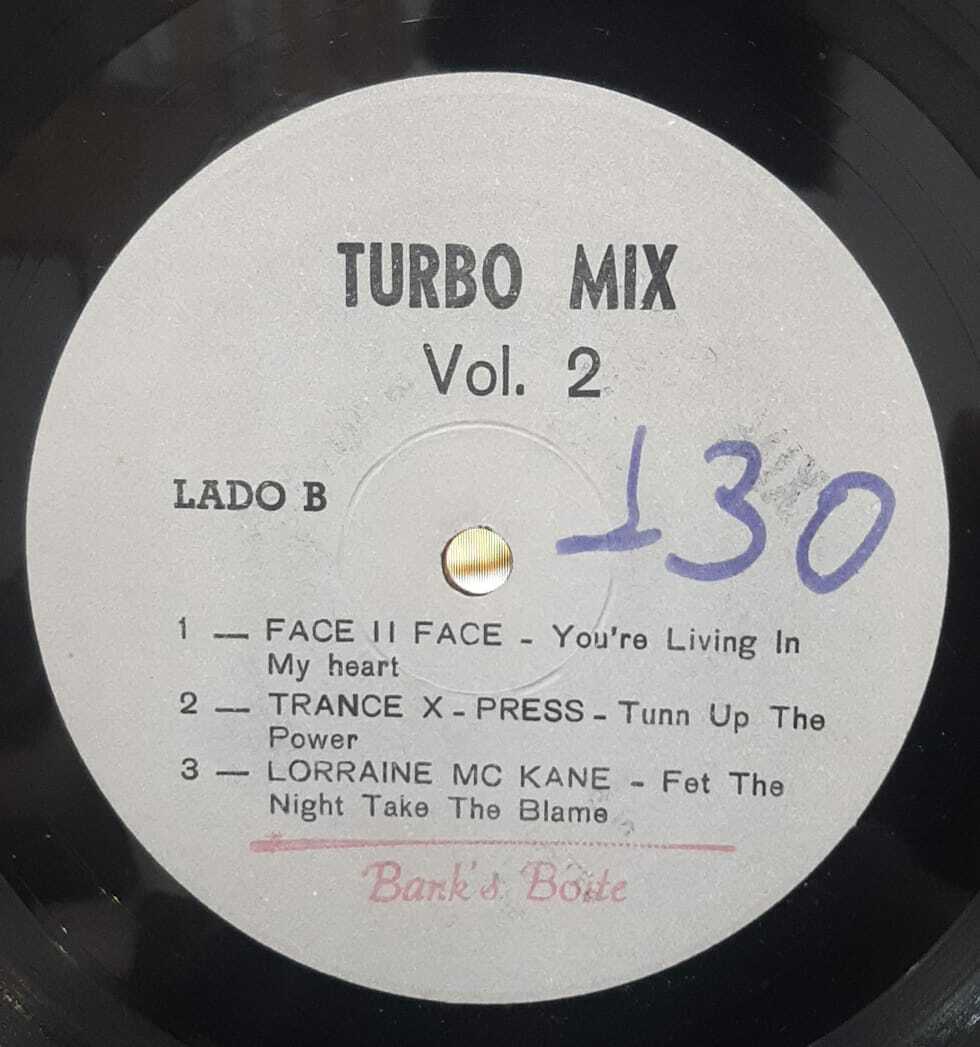 TURBO MIX
Vol. 2
130
LADO B
1 — FACE II FACE - You're Living In
My heart
2 — TRANCE X - PRESS - Tunn Up The
Power
3 — LORRAINE MC KANE - Fet The
Night Take The Blame
Bank's Boite